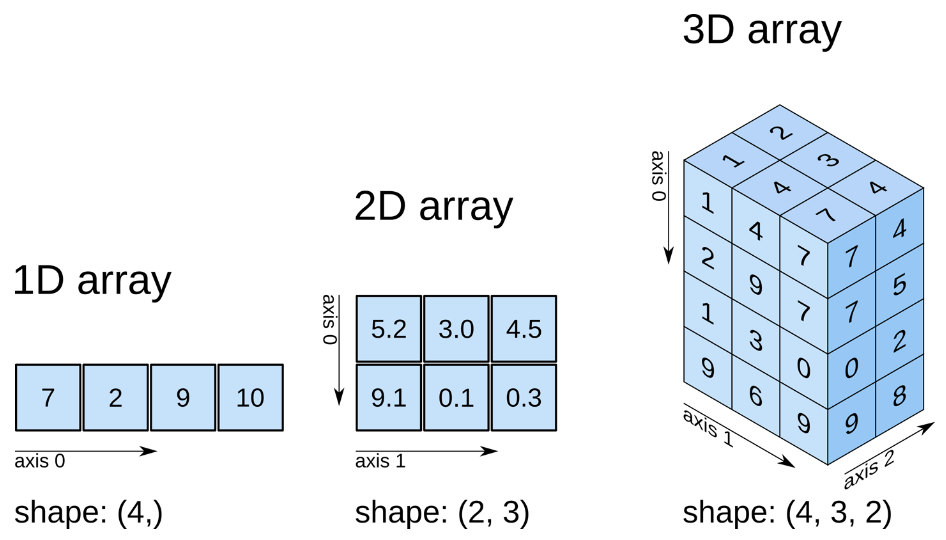 1D array
7 2 9 10
axis 0
shape: (4,)
2D array
axis 0
5.2 3.0 4.5
9.1 0.1 0.3
axis 1
shape: (2, 3)
3D array
axis 0
2
1 3
4 4
7
1 4 7 7 4
2 9 7 7 5
1 3 0 0 2
9 6 9 9 8
axis 1
axis 2
shape: (4, 3, 2)